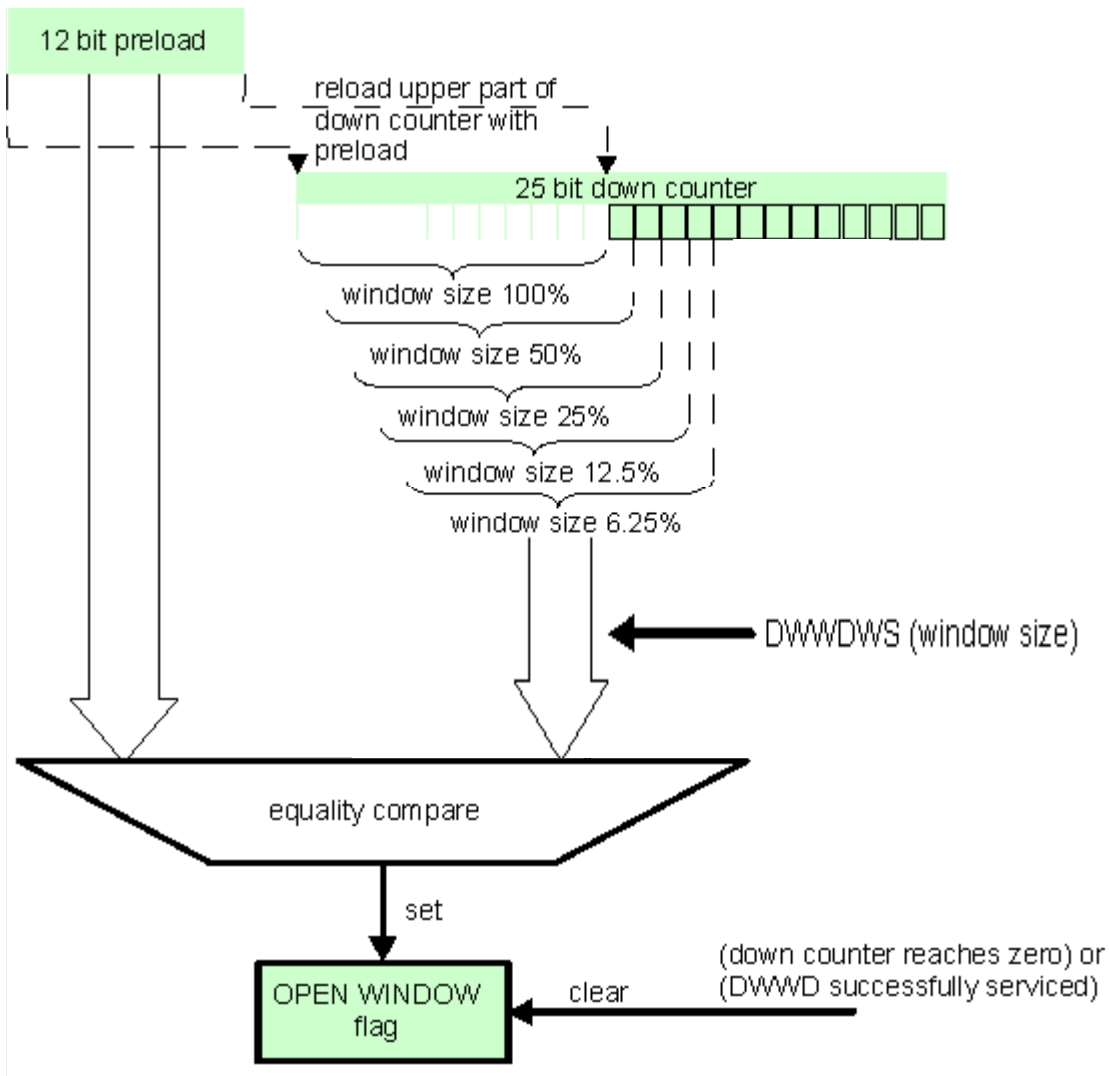 12 bit preload
reload upper part of
down counter with
preload
25 bit down counter
window size 100%
window size 50%
window size 25%
window size 12.5%
window size 6.25%
DWWDWS (window size)
equality compare
set
(down counter reaches zero) or
(DWWD successfully serviced)
clear
OPEN WINDOW
flag